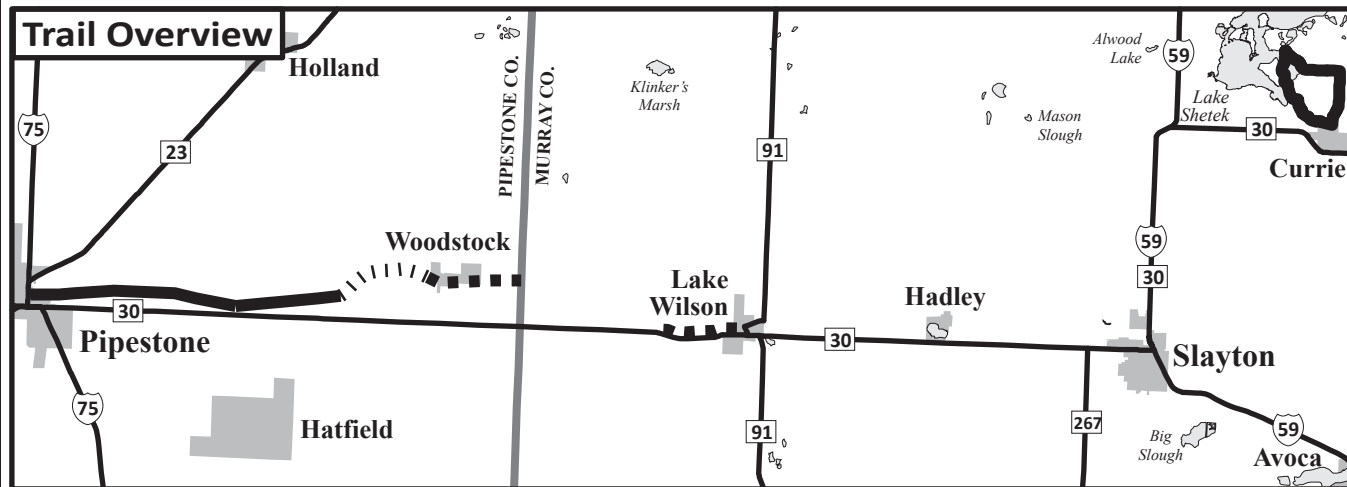 Trail Overview
Holland
75
23
PIPESTONE CO.
MURRAY CO.
Klinker's
Marsh
91
Mason
Slough
Alwood
Lake
59
Lake
Shetek
30
Currie
Woodstock
59
30
Lake
Wilson
Hadley
30
Pipestone
30
Slayton
75
Hatfield
91
267
Big
Slough
59
Avoca